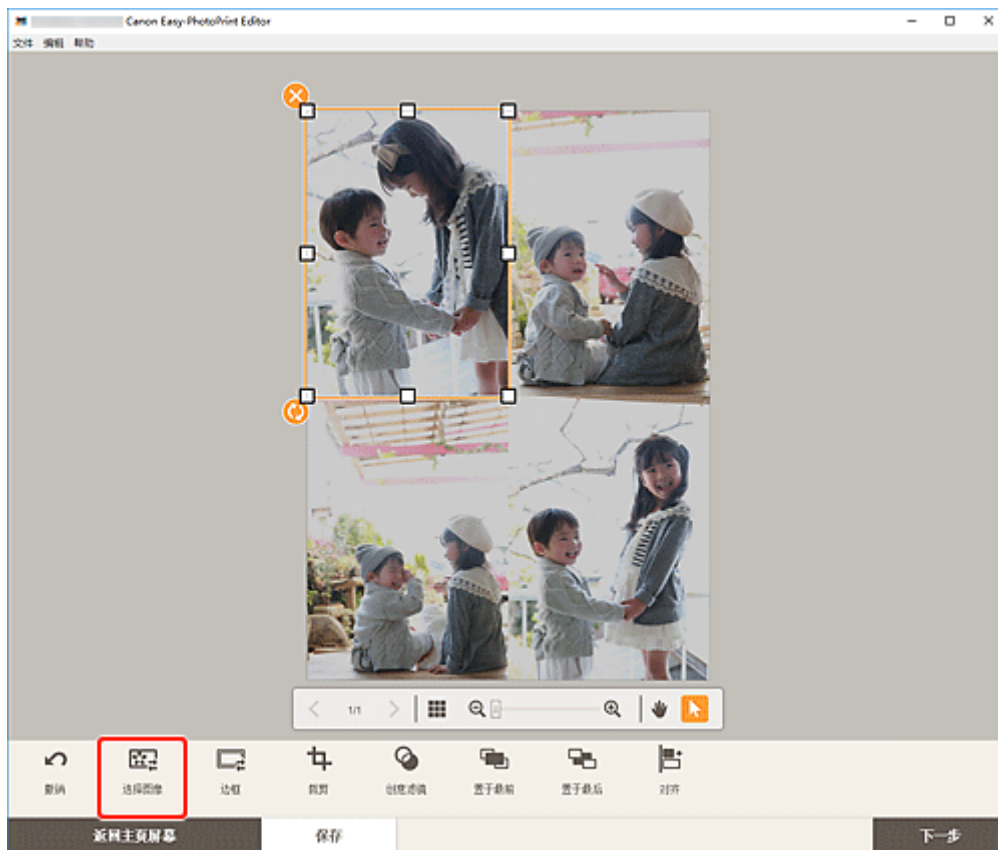 Canon Easy-PhotoPrint Editor
文件 编辑 帮助
1/1
撤销 选择图像 边框 裁剪 创意滤镜 置于最前 置于最后 对齐
返回主页屏幕 保存 下一步